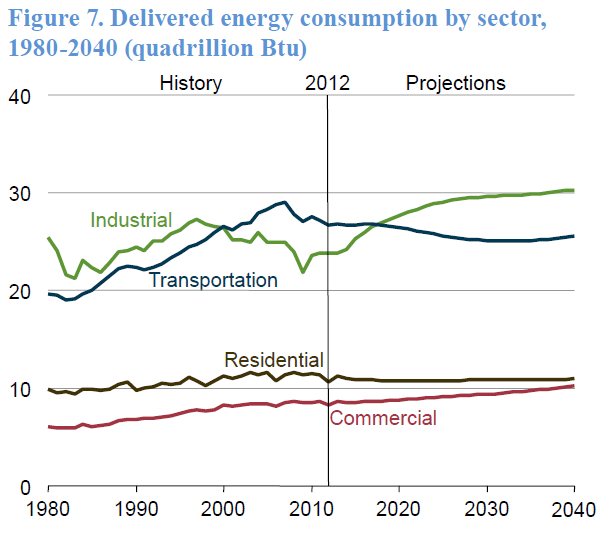 Figure 7. Delivered energy consumption by sector,
1980-2040 (quadrillion Btu)
History 2012 Projections
40
30
Industrial
Transportation
20
Residential
10
Commercial
0
1980 1990 2000 2010 2020 2030 2040